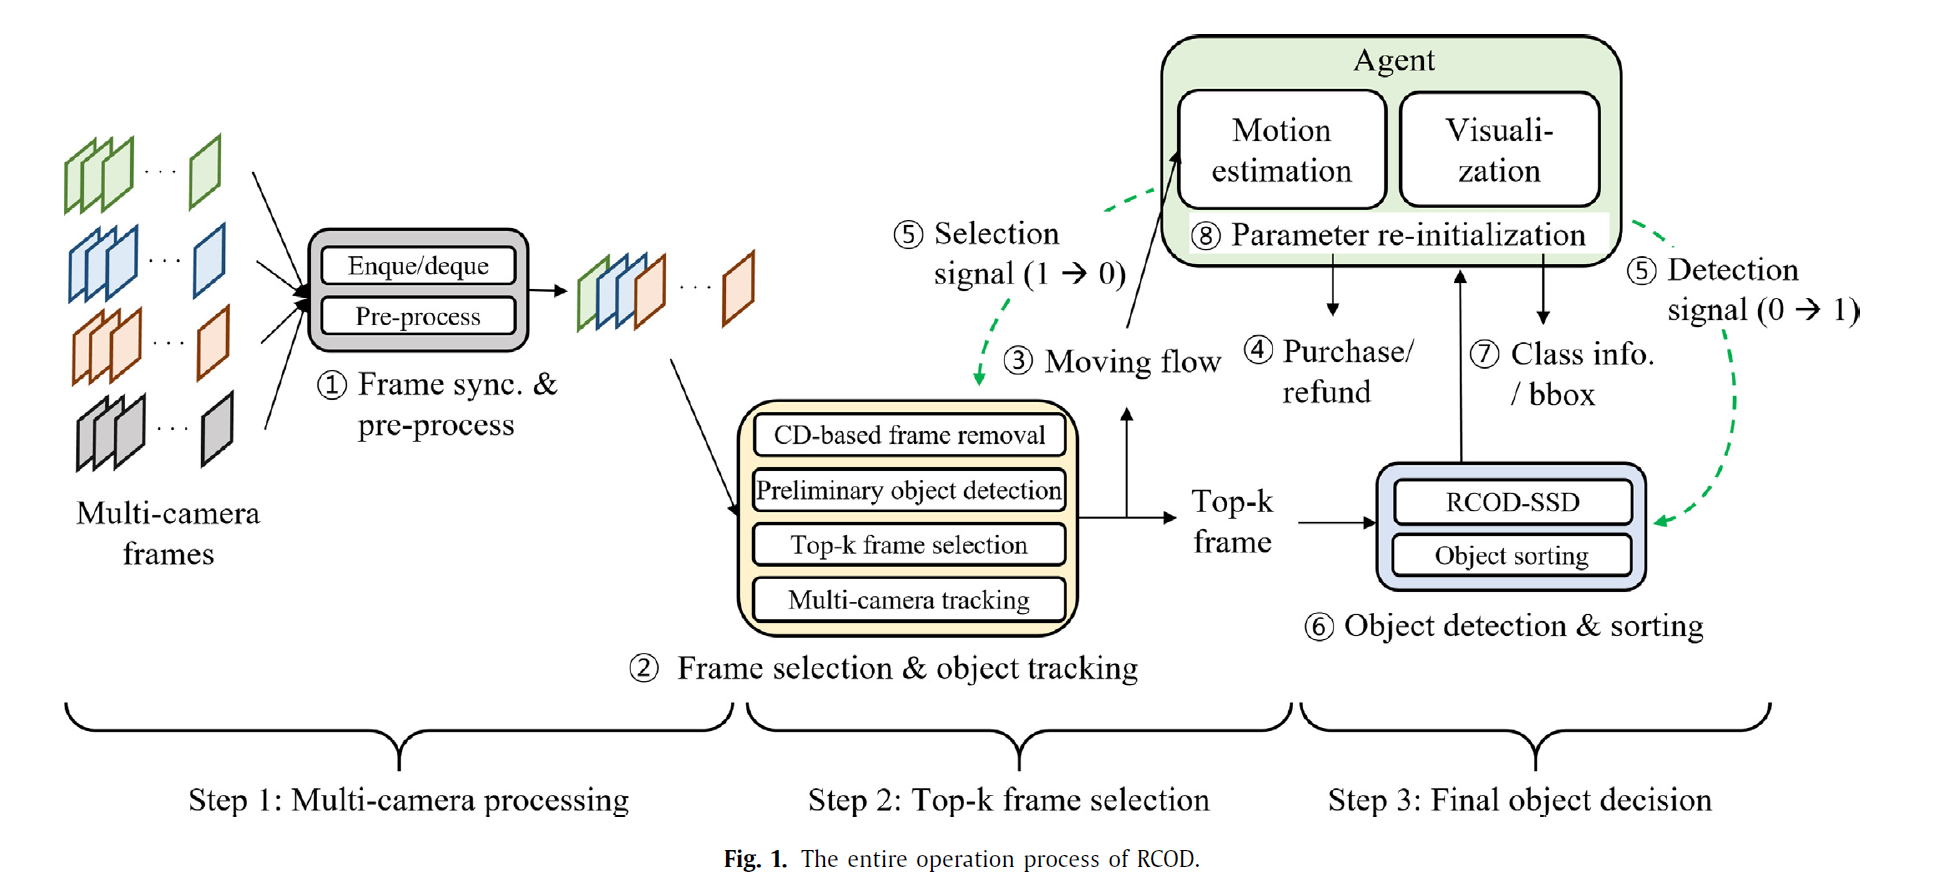 Agent
Motion
estimation
Visuali-
zation
⑧ Parameter re-initialization
⑤ Selection
signal (1 → 0)
⑤ Detection
signal (0 → 1)
Enque/deque
Pre-process
① Frame sync. &
pre-process
③ Moving flow
④ Purchase/
refund
⑦ Class info.
/ bbox
Multi-camera
frames
CD-based frame removal
Preliminary object detection
Top-k frame selection
Multi-camera tracking
Top-k
frame
RCOD-SSD
Object sorting
⑥ Object detection & sorting
② Frame selection & object tracking
Step 1: Multi-camera processing
Step 2: Top-k frame selection
Step 3: Final object decision
Fig. 1. The entire operation process of RCOD.